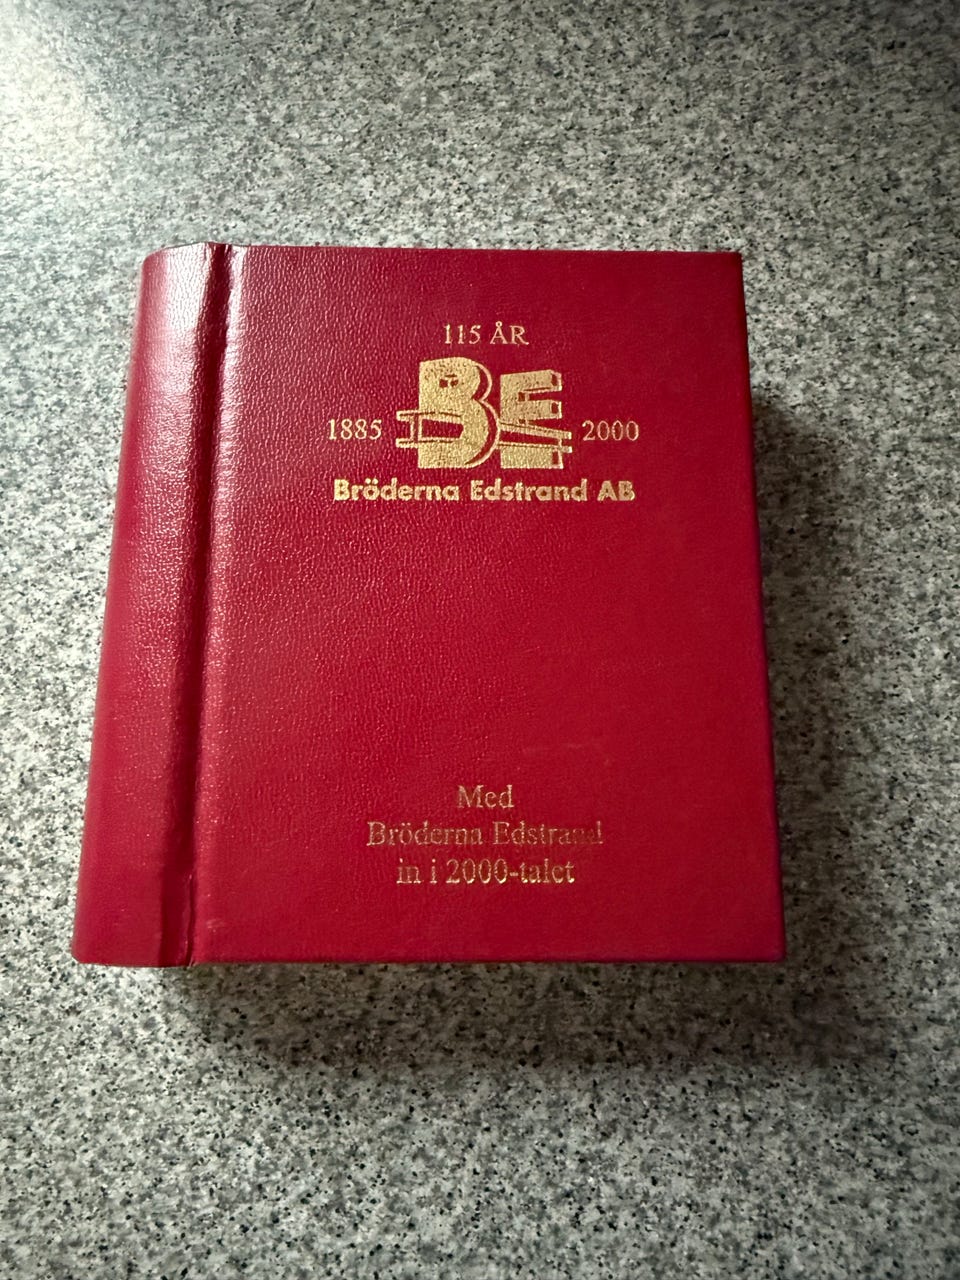 115 ÅR
BE
1885 2000
Bröderna Edstrand AB
Med
Bröderna Edstrand
in i 2000-talet